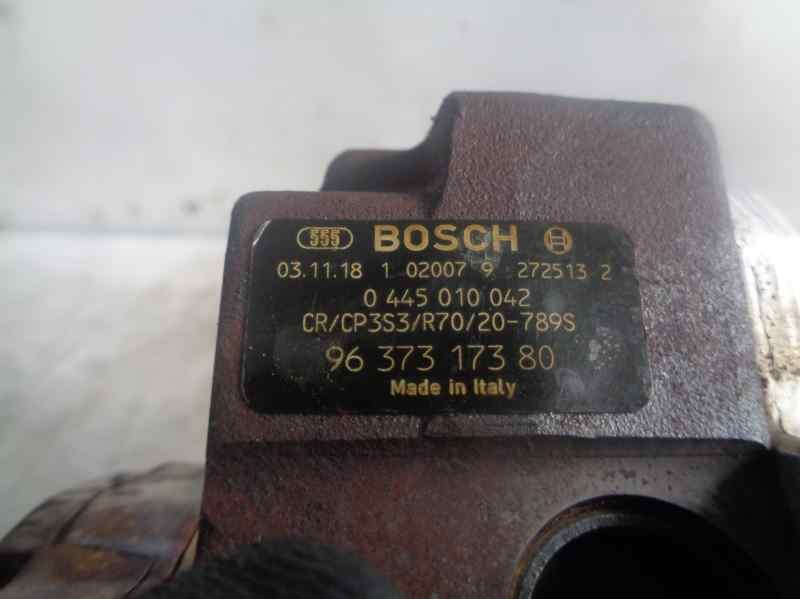 555 BOSCH
03.11.18 1 02007 9 272513 2
0 445 010 042
CR/CP3S3/R70/20-789S
96 373 173 80
Made in Italy